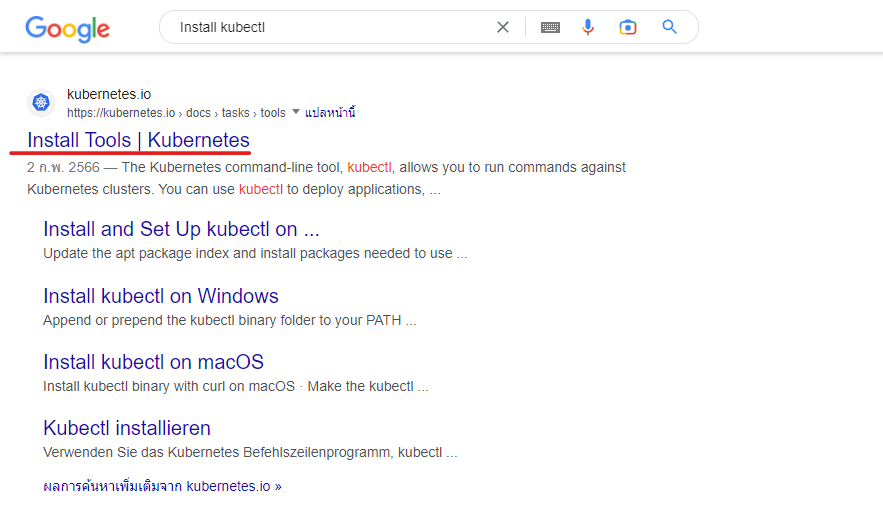 Google
Install kubectl
kubernetes.io
https://kubernetes.io › docs › tasks › tools ▼ แปลหน้านี้
Install Tools | Kubernetes
2 ก.พ. 2566 — The Kubernetes command-line tool, kubectl, allows you to run commands against
Kubernetes clusters. You can use kubectl to deploy applications, ...
Install and Set Up kubectl on ...
Update the apt package index and install packages needed to use ...
Install kubectl on Windows
Append or prepend the kubectl binary folder to your PATH ...
Install kubectl on macOS
Install kubectl binary with curl on macOS · Make the kubectl ...
Kubectl installieren
Verwenden Sie das Kubernetes Befehlszeilenprogramm, kubectl ...
ผลการค้นหาเพิ่มเติมจาก kubernetes.io »